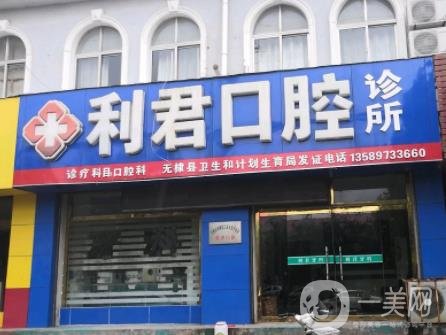 利君口腔诊所
诊疗科目口腔科 无棣县卫生和计划生育局发证电话 13589733660
一美网